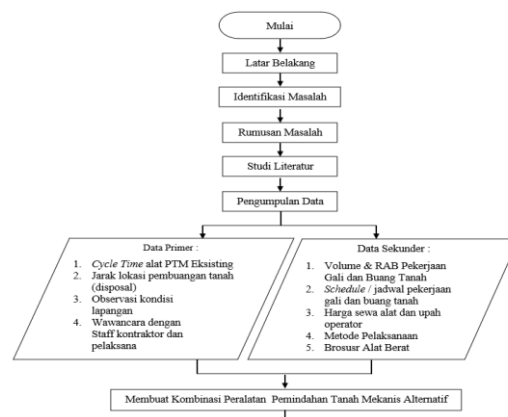 Mulai
Latar Belakang
Identifikasi Masalah
Rumusan Masalah
Studi Literatur
Pengumpulan Data
Data Primer :
1. Cycle Time alat PTM Eksisting
2. Jarak lokasi pembuangan tanah
(disposal)
3. Observasi kondisi
lapangan
4. Wawancara dengan
Staff kontraktor dan
pelaksana
Data Sekunder :
1. Volume & RAB Pekerjaan
Gali dan Buang Tanah
2. Schedule / jadwal pekerjaan
gali dan buang tanah
3. Harga sewa alat dan upah
operator
4. Metode Pelaksanaan
5. Brosusr Alat Berat
Membuat Kombinasi Peralatan Pemindahan Tanah Mekanis Alternatif